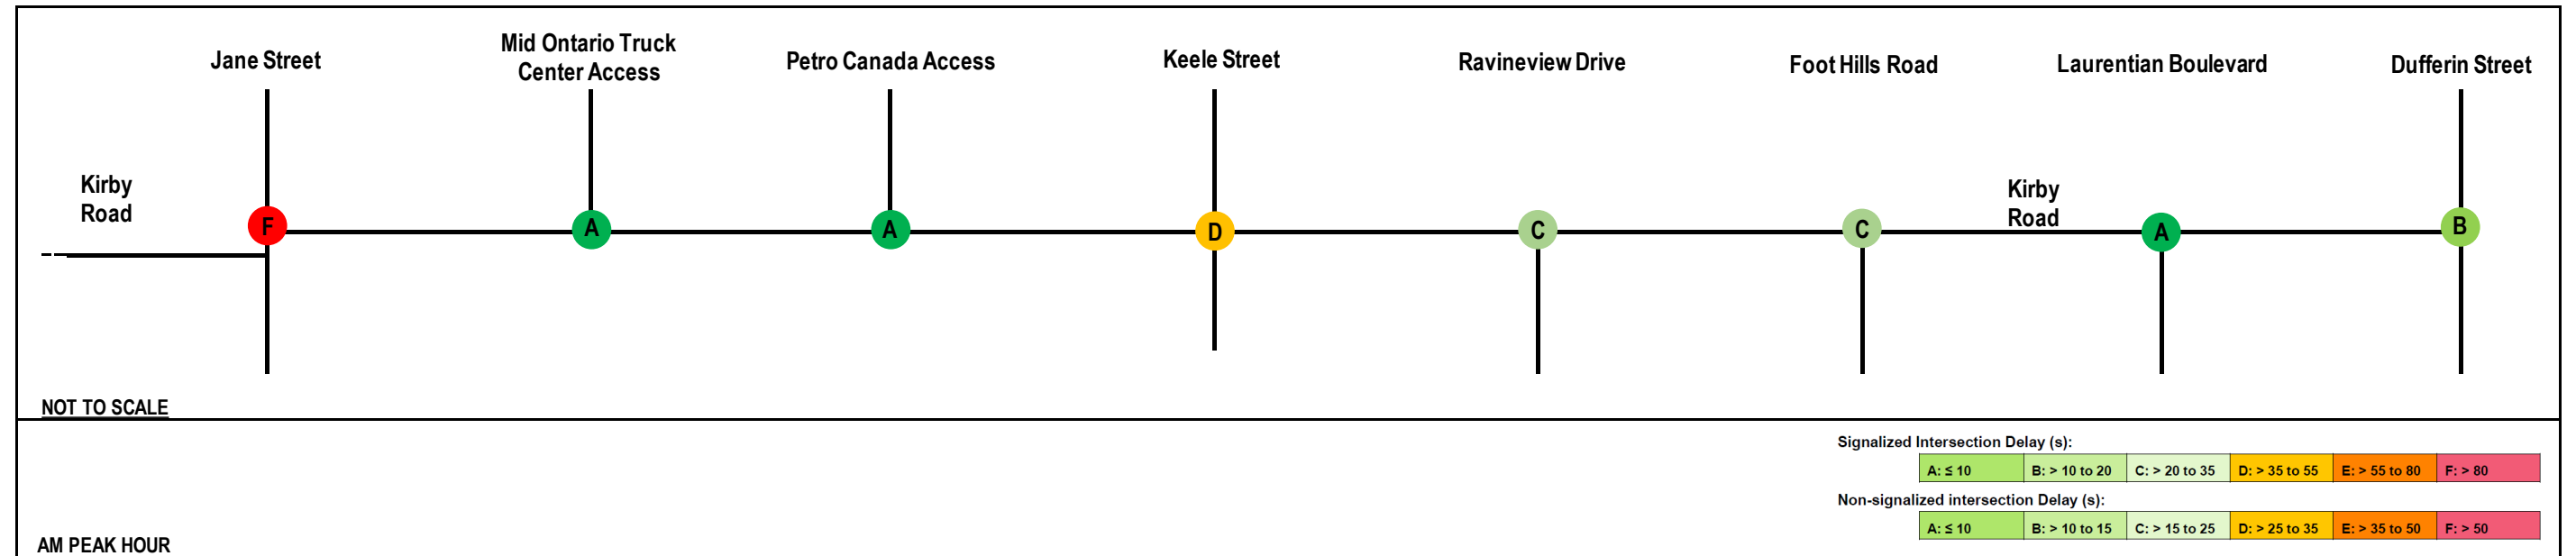 Mid Ontario Truck
Center Access
Jane Street
Petro Canada Access
Keele Street
Ravineview Drive
Foot Hills Road
Laurentian Boulevard
Dufferin Street
Kirby
Road
Kirby
Road
F
A
A
D
C
C
A
B
NOT TO SCALE
Signalized Intersection Delay (s):
A: ≤ 10 B: > 10 to 20 C: > 20 to 35 D: > 35 to 55 E: > 55 to 80 F: > 80
Non-signalized intersection Delay (s):
A: ≤ 10 B: > 10 to 15 C: > 15 to 25 D: > 25 to 35 E: > 35 to 50 F: > 50
AM PEAK HOUR